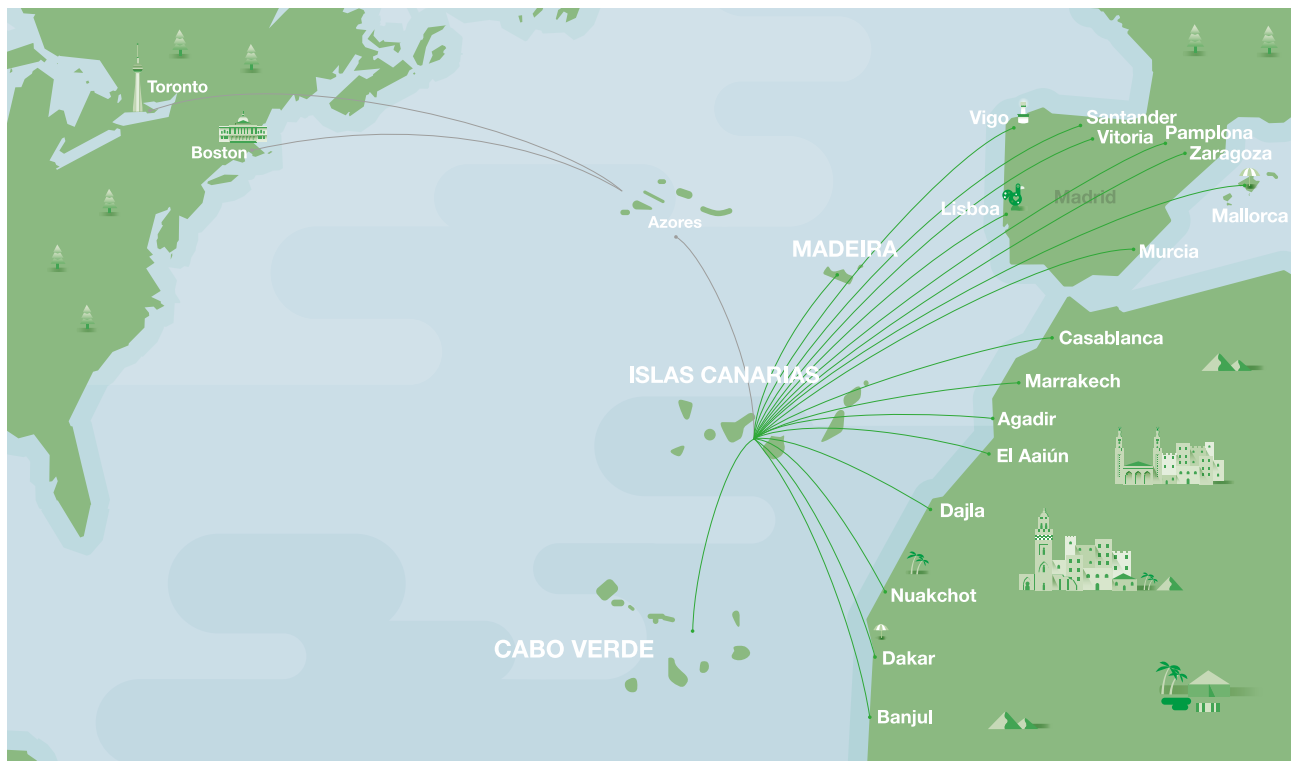 Toronto
Boston
Azores
Vigo
Santander
Vitoria
Pamplona
Zaragoza
Madrid
Lisboa
Mallorca
MADEIRA
Murcia
Casablanca
ISLAS CANARIAS
Marrakech
Agadir
El Aaiún
Dajla
Nuakchot
CABO VERDE
Dakar
Banjul